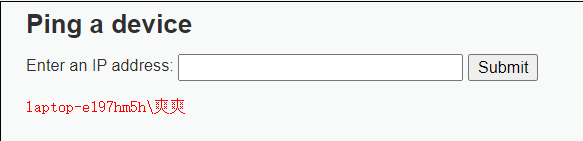 Ping a device
Enter an IP address: Submit
laptop-e197hm5h\爽爽